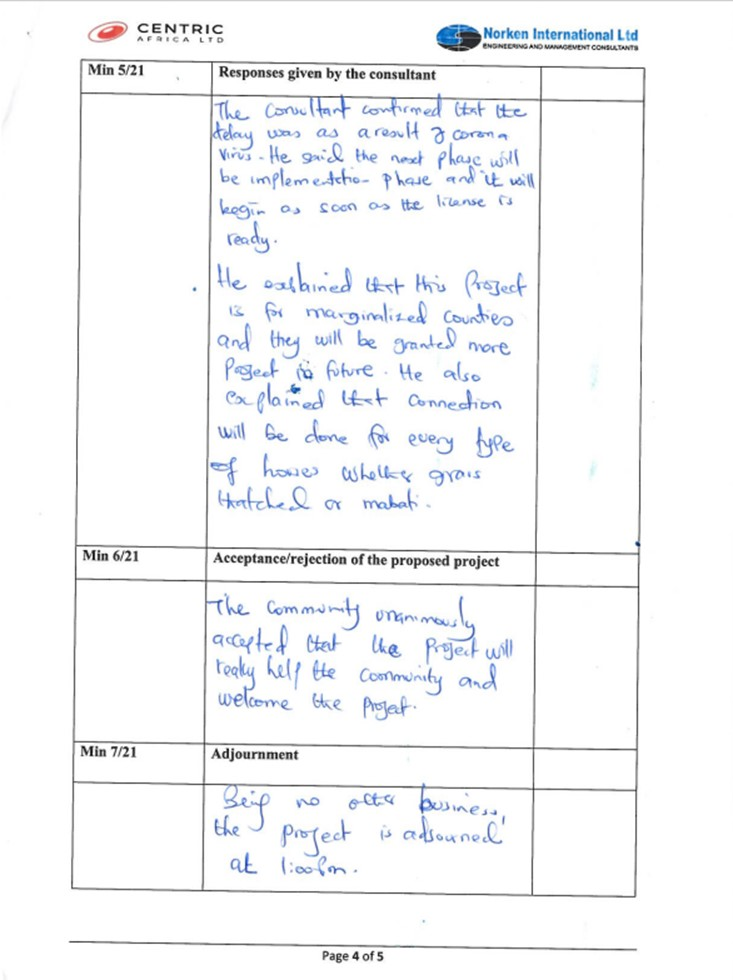 CENTRIC
AFRICA LTD
Norken International Ltd
ENGINEERING AND MANAGEMENT CONSULTANTS
Min 5/21 Responses given by the consultant
The Consultant confirmed that the
delay was as a result of corona
virus. He said the next phase will
be implementation phase and it will
begin as soon as the license is
ready.
He explained that this Project
is for marginalized counties
and they will be granted more
Project in future. He also
explained that connection
will be done for every type
of houses whether grass
thatched or mabati.
Min 6/21 Acceptance/rejection of the proposed project
The community unanimously
accepted that the Project will
really help the community and
welcome the Project.
Min 7/21 Adjournment
Being no other business,
the project is adjourned
at 1:00pm.
Page 4 of 5